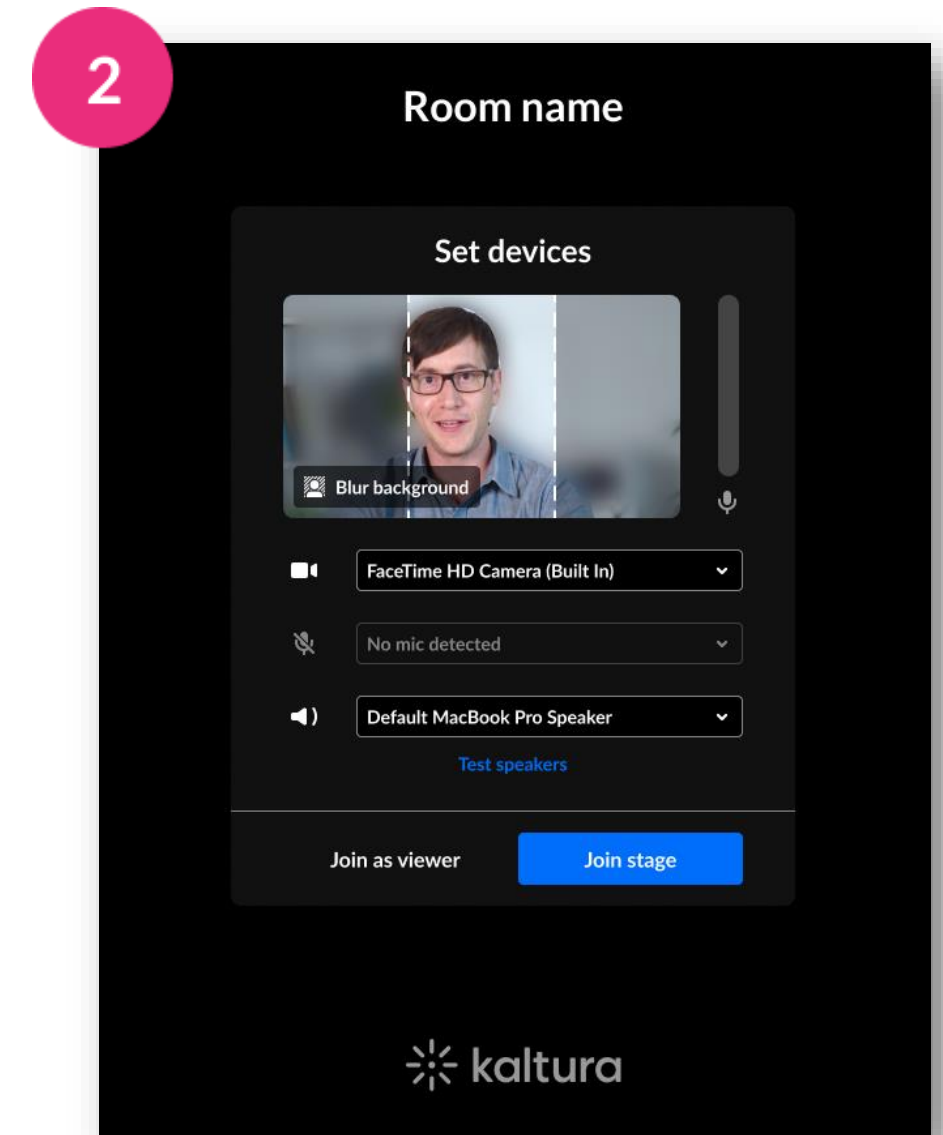 2
Room name
Set devices
Blur background
FaceTime HD Camera (Built In)
No mic detected
Default MacBook Pro Speaker
Test speakers
Join as viewer
Join stage
kaltura